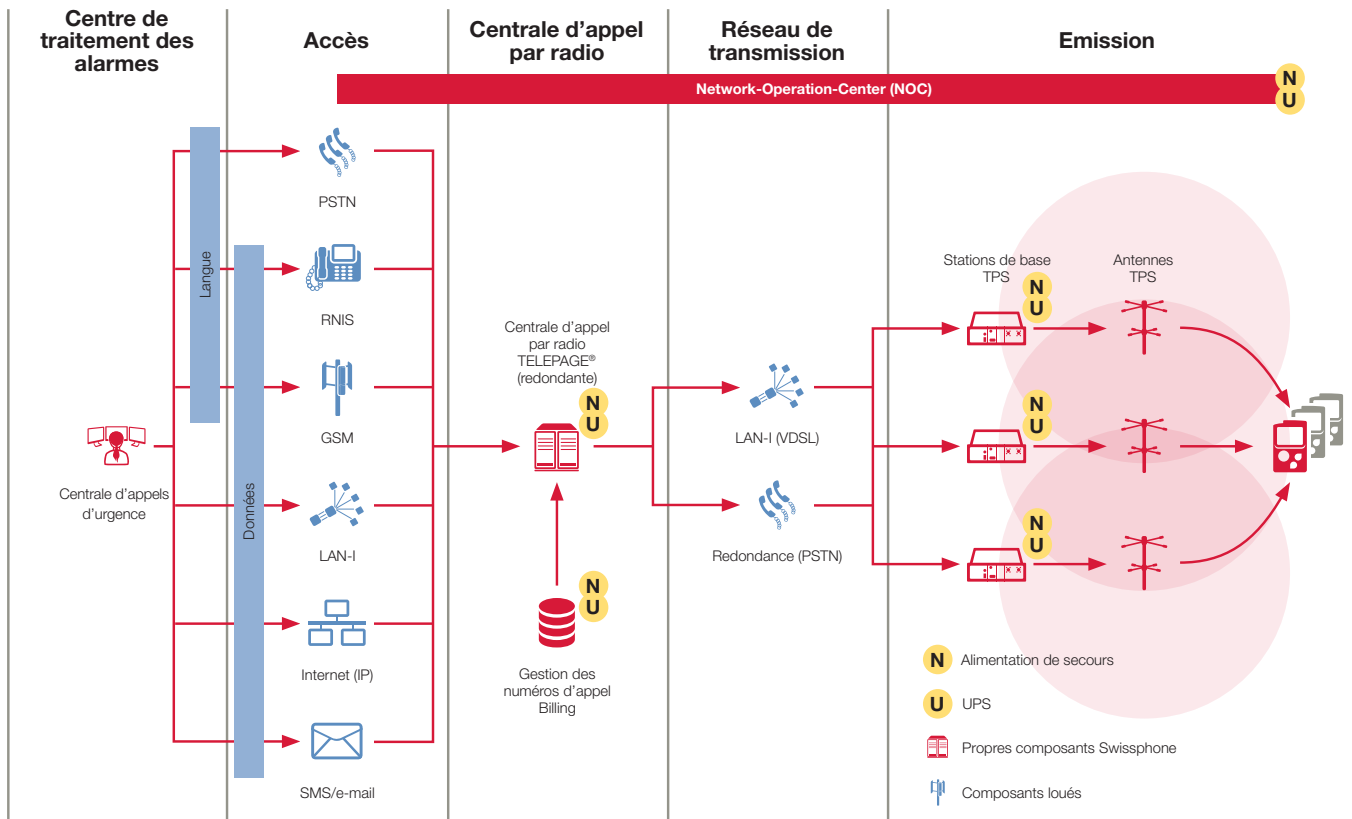 Centre de
traitement des
alarmes
Accès
Centrale d'appel
par radio
Réseau de
transmission
Emission
Network-Operation-Center (NOC)
N
U
Langue
Données
PSTN
RNIS
GSM
LAN-I
Internet (IP)
SMS/e-mail
Centrale d'appels
d'urgence
Centrale d'appel
par radio
TELEPAGE®
(redondante)
N
U
N
U
Gestion des
numéros d'appel
Billing
LAN-I (VDSL)
Redondance (PSTN)
Stations de base
TPS
N
U
Antennes
TPS
N
U
N
U
N Alimentation de secours
U UPS
Propres composants Swissphone
Composants loués